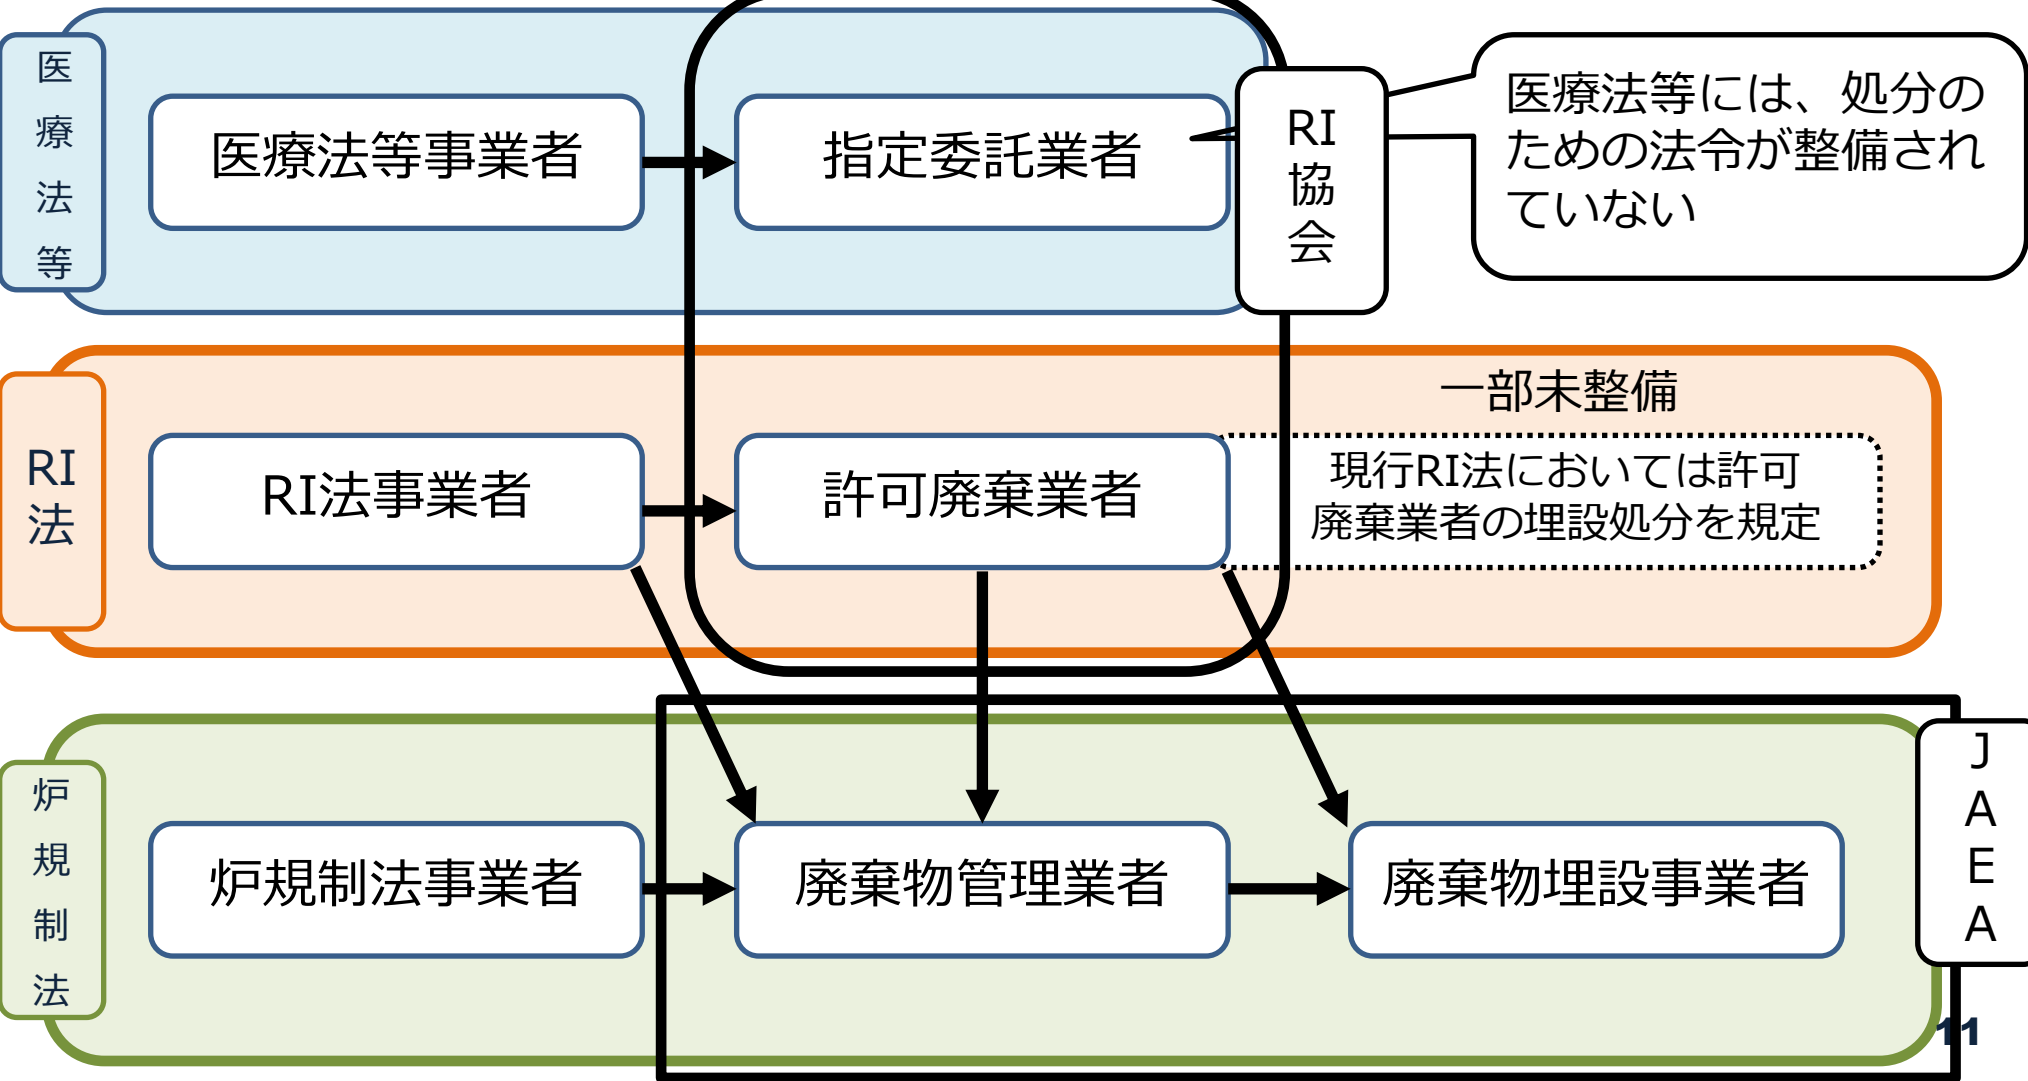 医療法等
医療法等事業者
指定委託業者
RI協会
医療法等には、処分の
ための法令が整備され
ていない
RI法
一部未整備
RI法事業者
許可廃棄業者
現行RI法においては許可
廃棄業者の埋設処分を規定
炉規制法
炉規制法事業者
廃棄物管理業者
廃棄物埋設事業者
JAEA
11